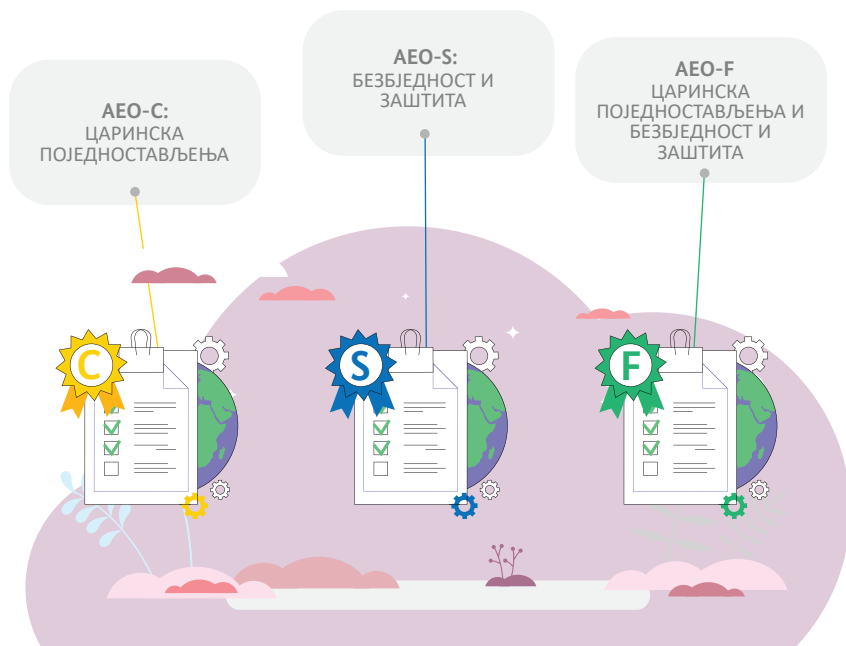 AEO-C:
ЦАРИНСКА
ПОЈЕДНОСТАВЉЕЊА
AEO-S:
БЕЗБЈЕДНОСТ И
ЗАШТИТА
AEO-F
ЦАРИНСКА
ПОЈЕДНОСТАВЉЕЊА И
БЕЗБЈЕДНОСТ И
ЗАШТИТА
C
S
F